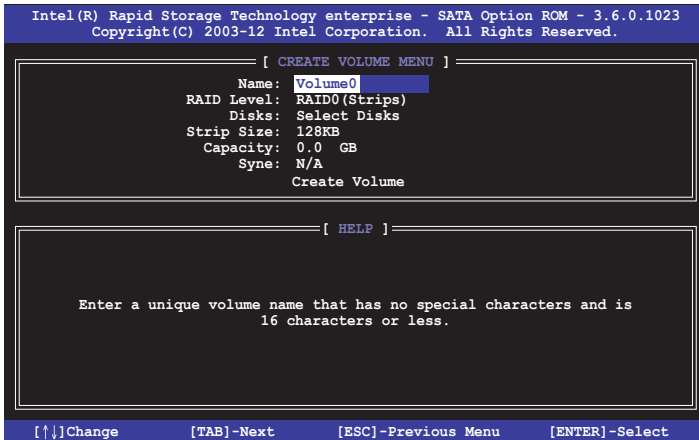 Intel(R) Rapid Storage Technology enterprise - SATA Option ROM - 3.6.0.1023
Copyright(C) 2003-12 Intel Corporation.  All Rights Reserved.
[ CREATE VOLUME MENU ]
Name: Volume0
RAID Level: RAID0(Strips)
Disks: Select Disks
Strip Size: 128KB
Capacity: 0.0 GB
Syne: N/A
Create Volume
[ HELP ]
Enter a unique volume name that has no special characters and is
16 characters or less.
[↑↓]Change [TAB]-Next [ESC]-Previous Menu [ENTER]-Select